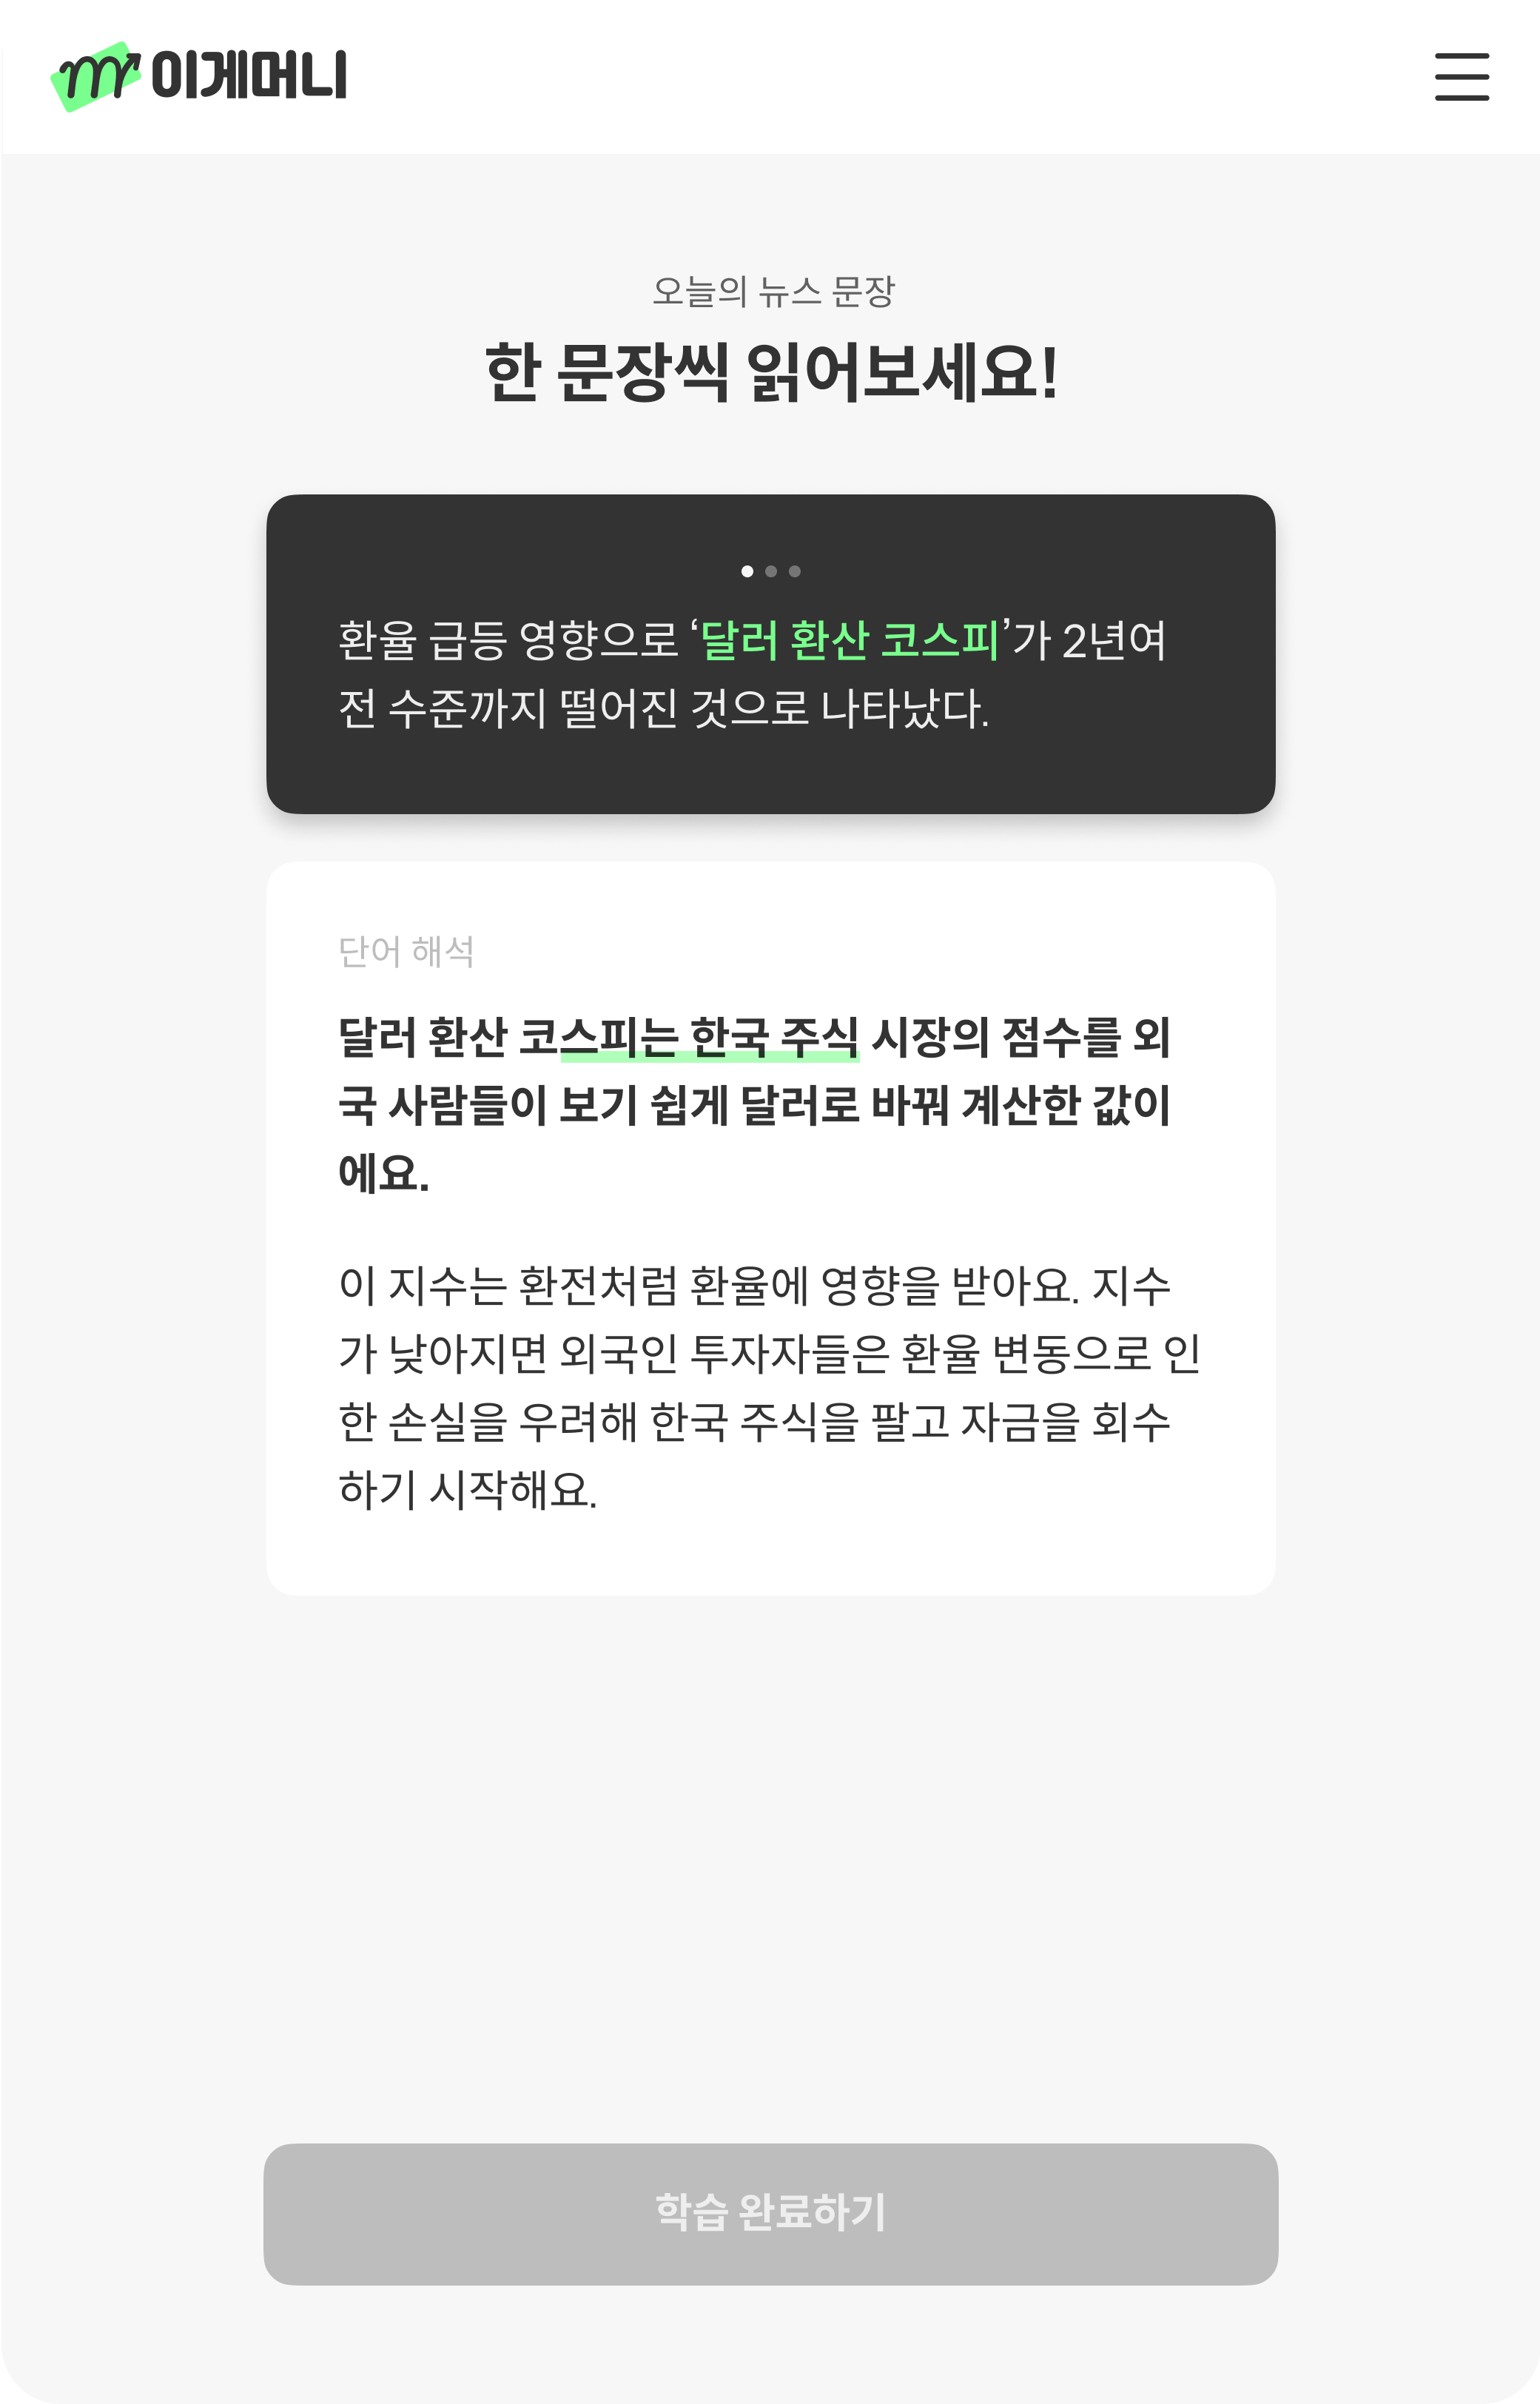 이게머니
오늘의 뉴스 문장
한 문장씩 읽어보세요!
환율 급등 영향으로 ‘달러 환산 코스피’가 2년여
전 수준까지 떨어진 것으로 나타났다.
단어 해석
달러 환산 코스피는 한국 주식 시장의 점수를 외
국 사람들이 보기 쉽게 달러로 바꿔 계산한 값이
에요.
이 지수는 환전처럼 환율에 영향을 받아요. 지수
가 낮아지면 외국인 투자자들은 환율 변동으로 인
한 손실을 우려해 한국 주식을 팔고 자금을 회수
하기 시작해요.
학습 완료하기